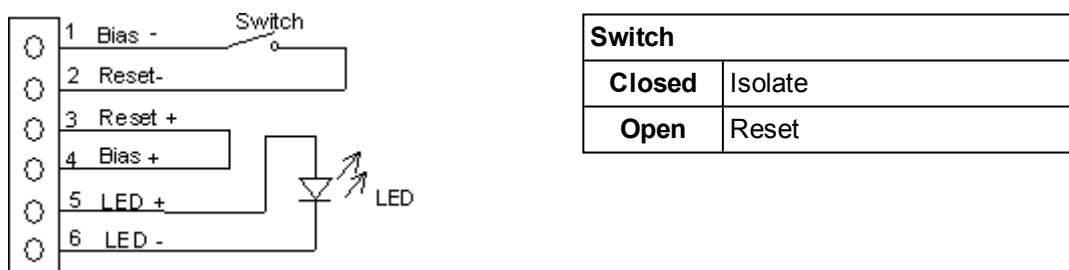 Switch
1 Bias -
2 Reset-
3 Reset +
4 Bias +
5 LED +
6 LED -
LED
Switch
Closed Isolate
Open Reset